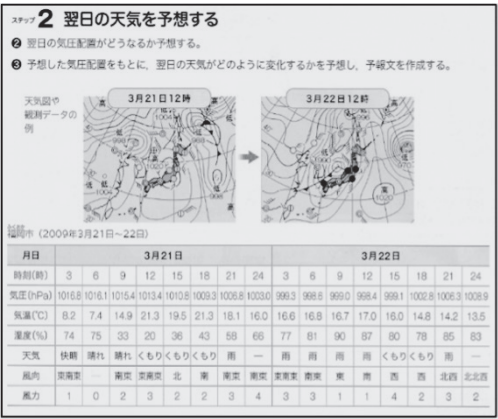 ステップ2 翌日の天気を予想する
❷ 翌日の気圧配置がどうなるか予想する。
❸ 予想した気圧配置をもとに、翌日の天気がどのように変化するかを予想し、予報文を作成する。
天気図や
観測データの
例
3月21日12時
3月22日12時
福岡市(2009年3月21日〜22日)
月日 3月21日 3月22日
時刻(時) 3 6 9 12 15 18 21 24 3 6 9 12 15 18 21 24
気圧(hPa) 1016.8 1016.1 1015.4 1013.4 1010.8 1009.3 1006.8 1003.0 999.3 998.6 999.0 998.4 999.1 1002.8 1006.3 1008.9
気温(℃) 8.2 7.4 14.9 21.3 19.5 21.3 18.1 16.0 16.6 16.8 16.7 17.0 16.0 14.8 14.2 13.5
湿度(%) 74 75 33 20 36 43 58 66 77 81 90 87 80 78 85 83
天気 快晴 晴れ 晴れ くもり くもり くもり 雨 — 雨 雨 雨 雨 くもり くもり 雨 —
風向 東南東 — 南東 東南東 北 南 南東 南東 東南東 南南東 東 南 西 西 北西 北北西
風力 1 0 2 3 2 2 3 4 3 3 1 1 4 2 3 2